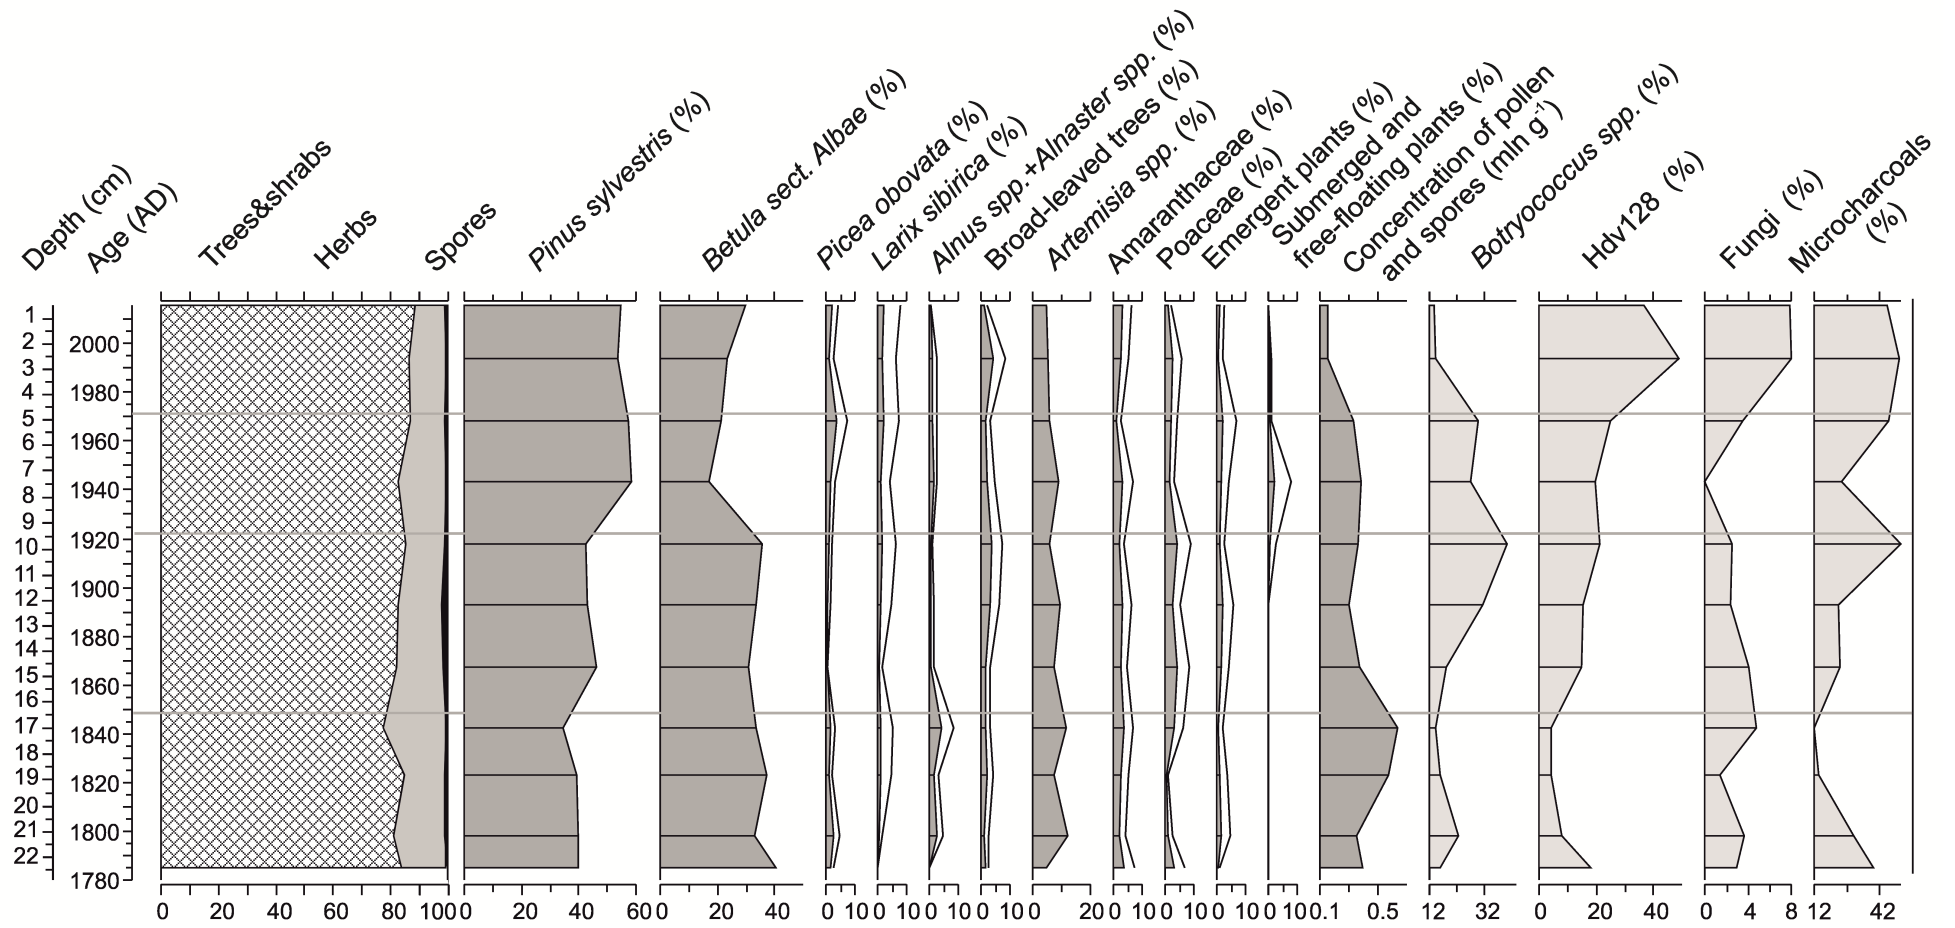 Depth (cm)
Age (AD)
Trees&shrabs
Herbs
Spores
Pinus sylvestris (%)
Betula sect. Albae (%)
Picea obovata (%)
Larix sibirica (%)
Alnus spp.+Alnaster spp. (%)
Broad-leaved trees (%)
Artemisia spp. (%)
Amaranthaceae (%)
Poaceae (%)
Emergent plants (%)
Submerged and
free-floating plants (%)
Concentration of pollen
and spores (mln g-1)
Botryococcus spp. (%)
Hdv128 (%)
Fungi (%)
Microcharcoals
(%)
1
2
3
4
5
6
7
8
9
10
11
12
13
14
15
16
17
18
19
20
21
22
2000
1980
1960
1940
1920
1900
1880
1860
1840
1820
1800
1780
0 20 40 60 80 100
0 20 40 60
0 20 40
0 10
0 10
0 10
0 10
0 20
0 10
0 10
0 10
0 10
0.1 0.5
12 32
0 20 40
0 4 8
12 42